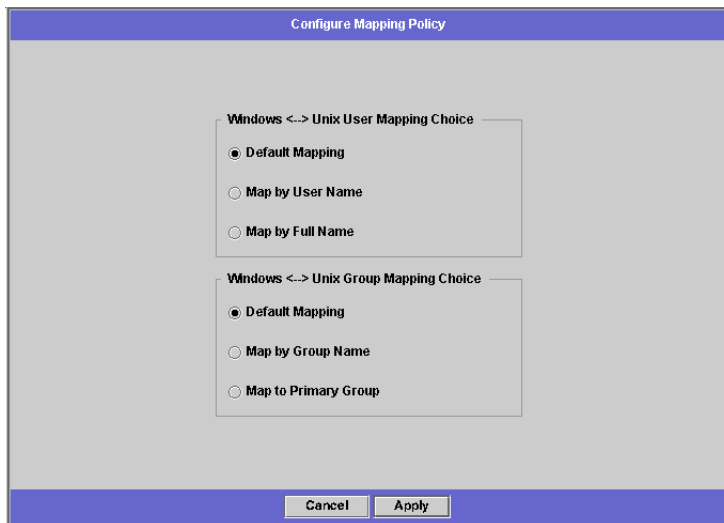 Configure Mapping Policy
Windows <--> Unix User Mapping Choice
Default Mapping
Map by User Name
Map by Full Name
Windows <--> Unix Group Mapping Choice
Default Mapping
Map by Group Name
Map to Primary Group
Cancel Apply